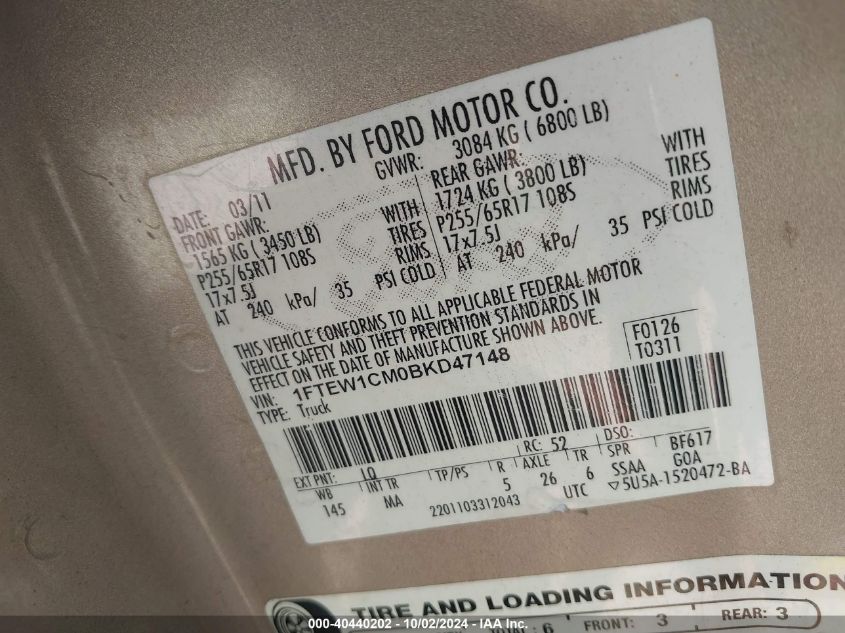 MFD. BY FORD MOTOR CO.
DATE: 03/11 GVWR: 3084 KG ( 6800 LB)
FRONT GAWR: REAR GAWR:
1565 KG ( 3450 LB) WITH 1724 KG ( 3800 LB) WITH
P255/65R17 108S TIRES P255/65R17 108S TIRES
17x7.5J RIMS 17x7.5J RIMS
AT 240 kPa/ 35 PSI COLD AT 240 kPa/ 35 PSI COLD
THIS VEHICLE CONFORMS TO ALL APPLICABLE FEDERAL MOTOR
VEHICLE SAFETY AND THEFT PREVENTION STANDARDS IN
EFFECT ON THE DATE OF MANUFACTURE SHOWN ABOVE.
VIN: 1FTEW1CM0BKD47148 F0126
TYPE: Truck T0311
EXT PNT: LQ RC: 52 DSO:
WB INT TR TP/PS R AXLE TR SPR BF617
145 MA 5 26 6 SSAA GOA
2201103312043 UTC ▽5U5A-1520472-BA
TIRE AND LOADING INFORMATION
6 FRONT: 3 REAR: 3
000-40440202 - 10/02/2024 - IAA Inc.